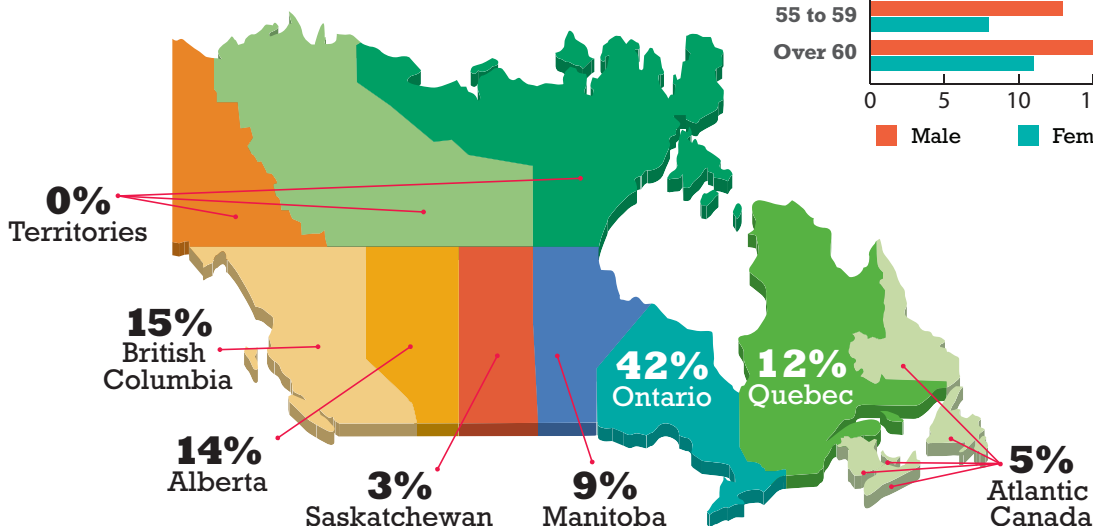 55 to 59
Over 60
0
5
10
Male
0%
Territories
15%
British
Columbia
14%
Alberta
3%
Saskatchewan
9%
Manitoba
42%
Ontario
12%
Quebec
5%
Atlantic
Canada